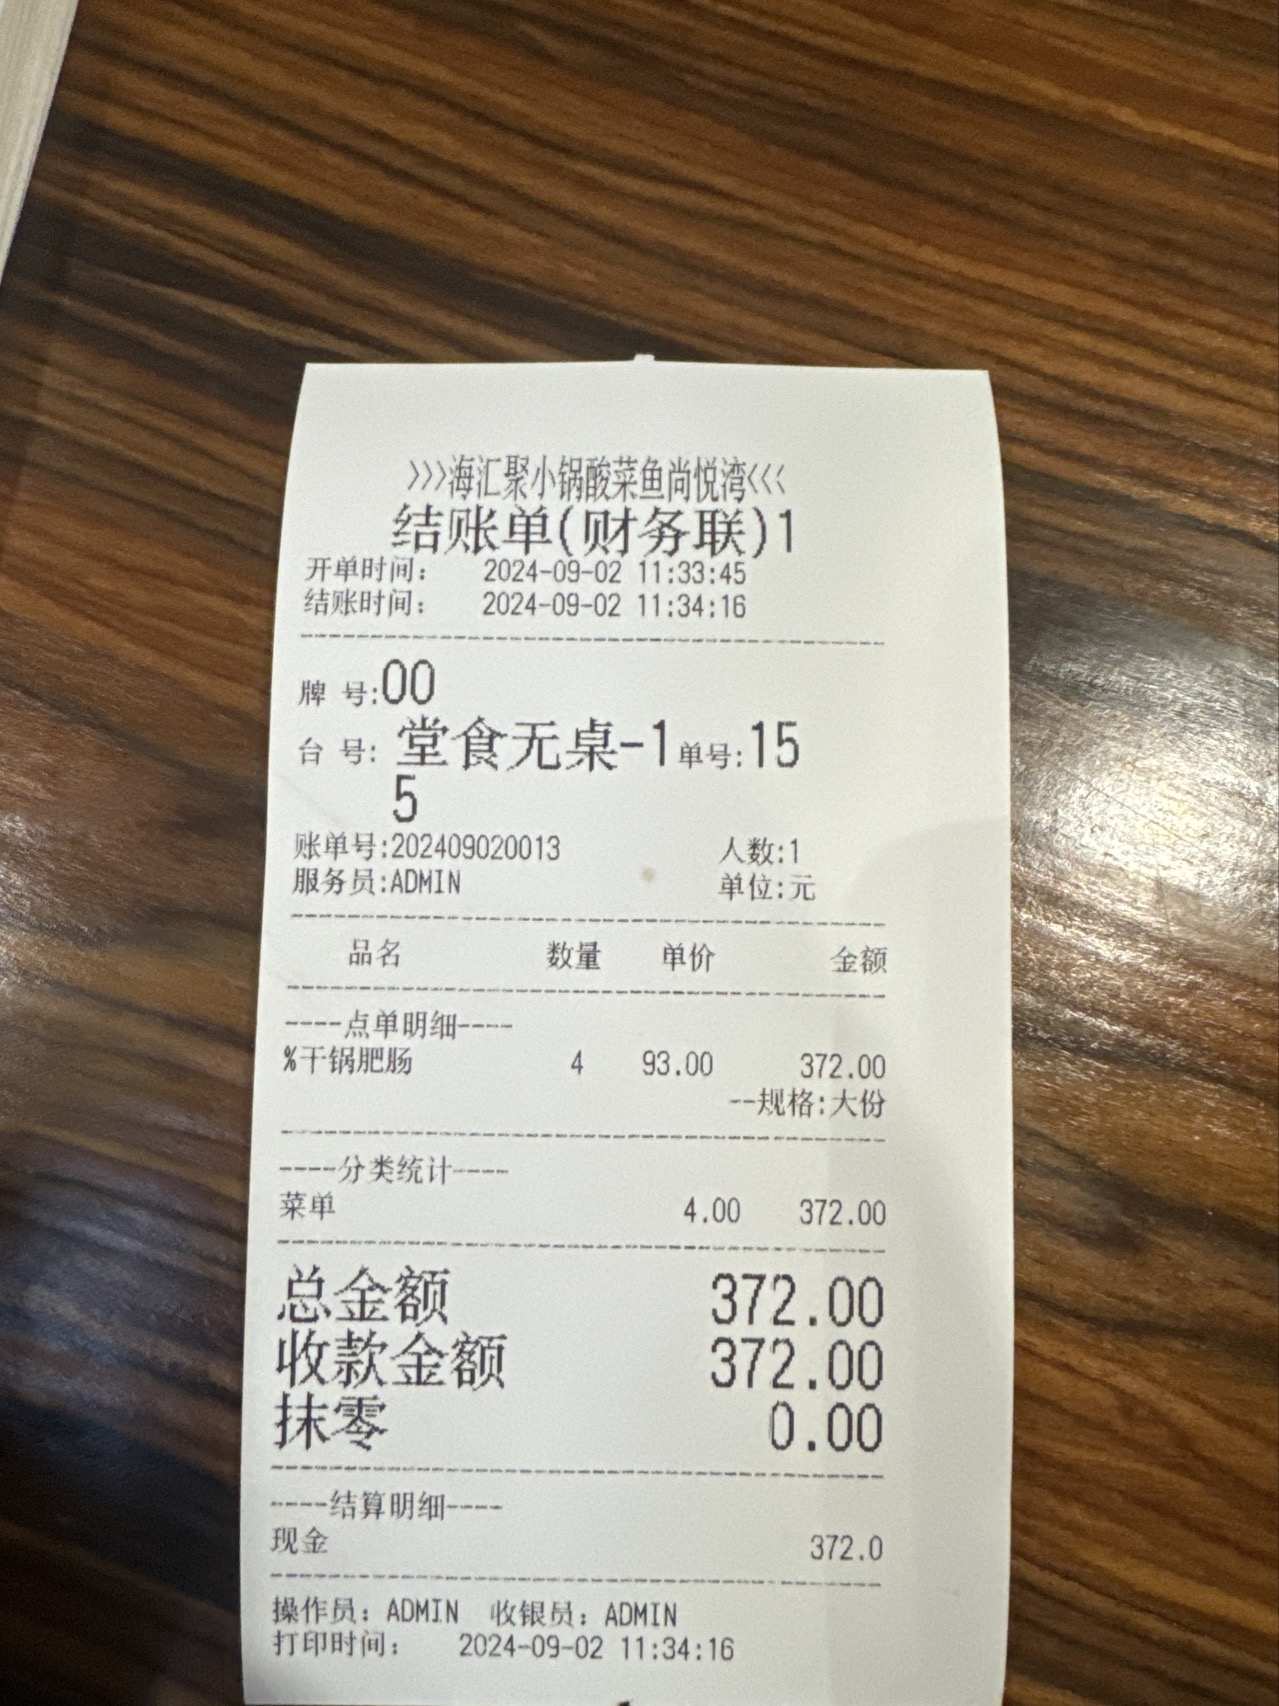 >>>海汇聚小锅酸菜鱼尚悦湾<<<
结账单(财务联)1
开单时间: 2024-09-02 11:33:45
结账时间: 2024-09-02 11:34:16
牌 号:00
台 号: 堂食无桌-1 单号:15
5
账单号:202409020013 人数:1
服务员:ADMIN 单位:元
品名 数量 单价 金额
----点单明细----
%干锅肥肠 4 93.00 372.00
--规格:大份
----分类统计----
菜单 4.00 372.00
总金额 372.00
收款金额 372.00
抹零 0.00
----结算明细----
现金 372.0
操作员: ADMIN 收银员: ADMIN
打印时间: 2024-09-02 11:34:16